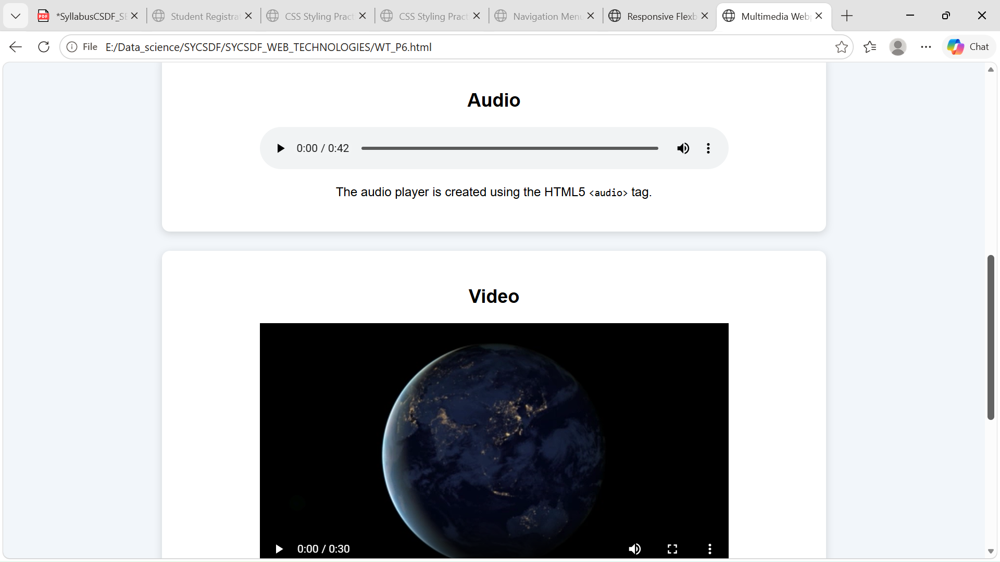 *SyllabusCSDF_SE
Student Registrat
CSS Styling Pract
CSS Styling Pract
Navigation Menu
Responsive Flexb
Multimedia Web
File E:/Data_science/SYCSDF/SYCSDF_WEB_TECHNOLOGIES/WT_P6.html
Chat
Audio
0:00 / 0:42
The audio player is created using the HTML5 <audio> tag.
Video
0:00 / 0:30